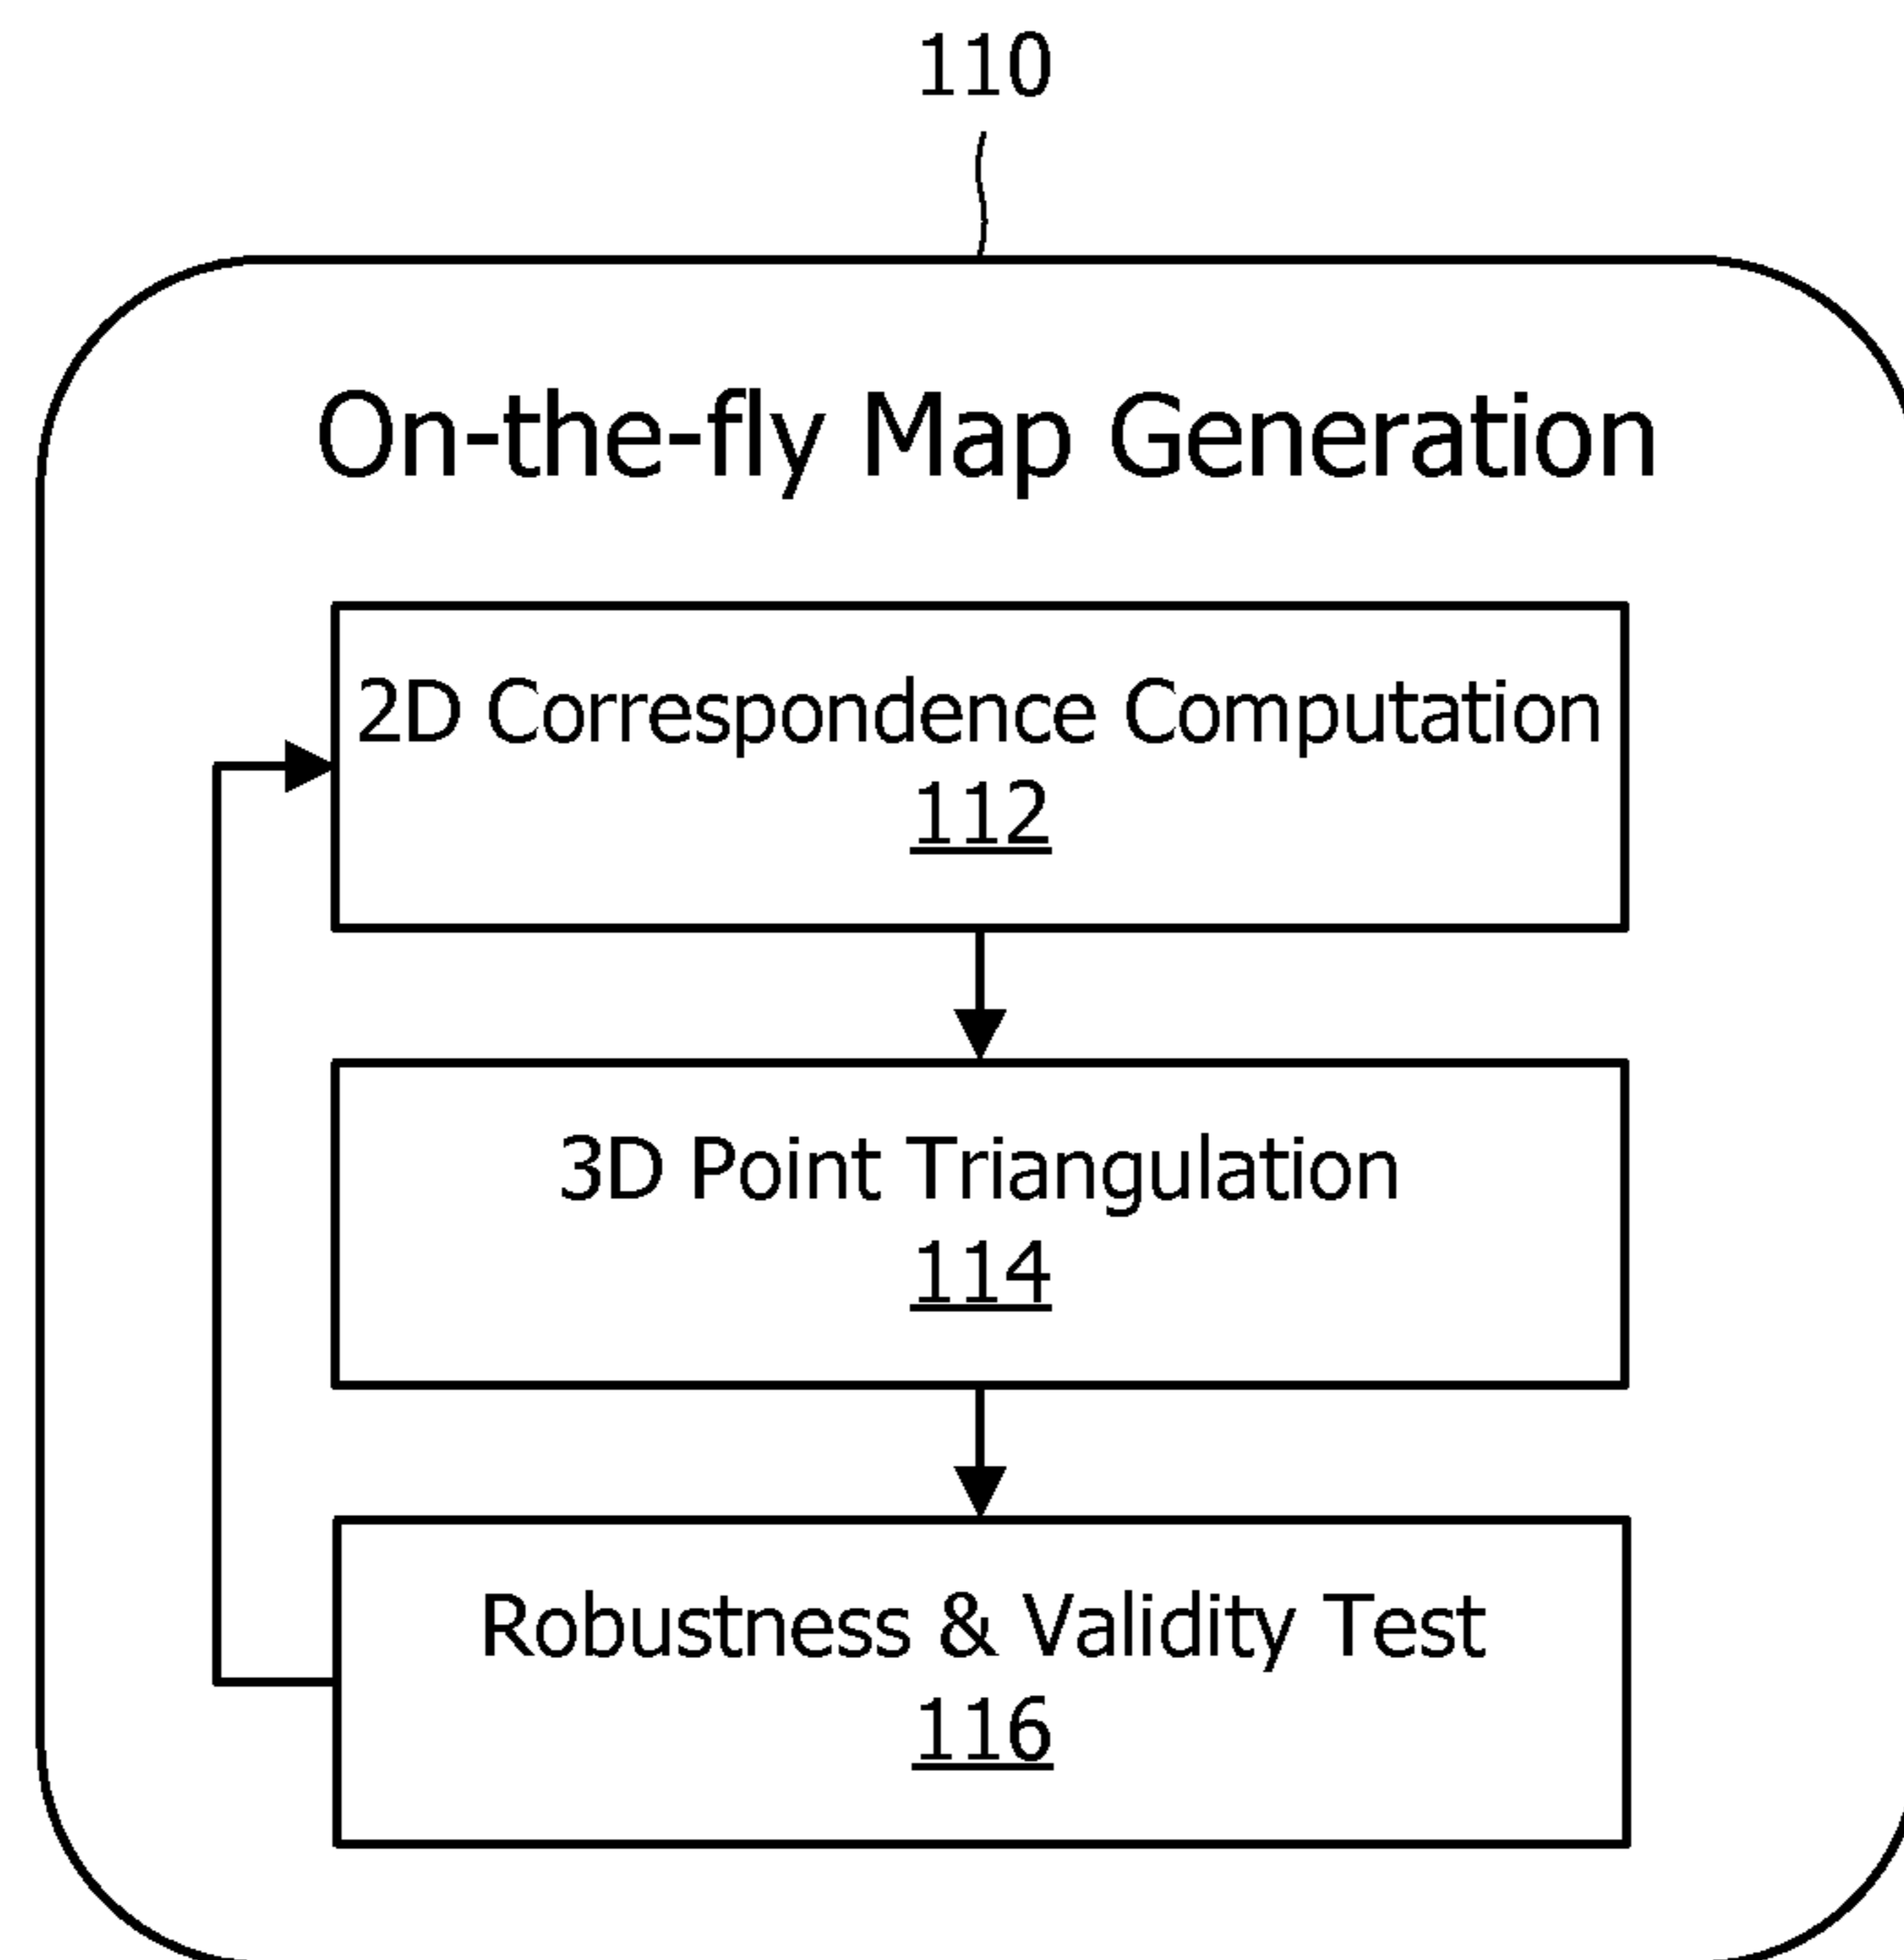 110
On-the-fly Map Generation
2D Correspondence Computation
112
3D Point Triangulation
114
Robustness & Validity Test
116